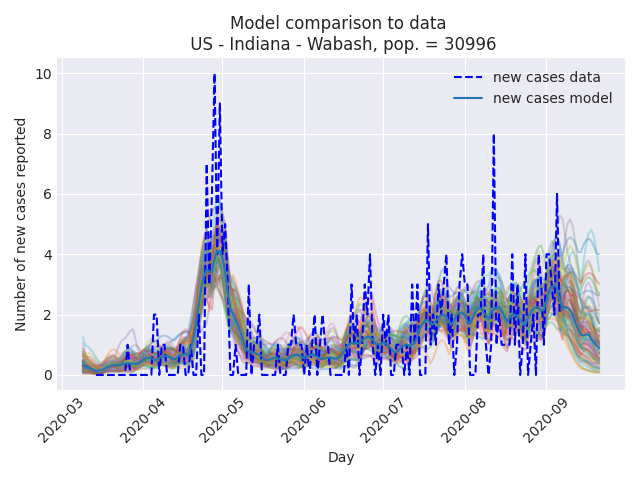 Model comparison to data
US - Indiana - Wabash, pop. = 30996
new cases data
new cases model
Number of new cases reported
10
8
6
4
2
0
2020-03
2020-04
2020-05
2020-06
2020-07
2020-08
2020-09
Day